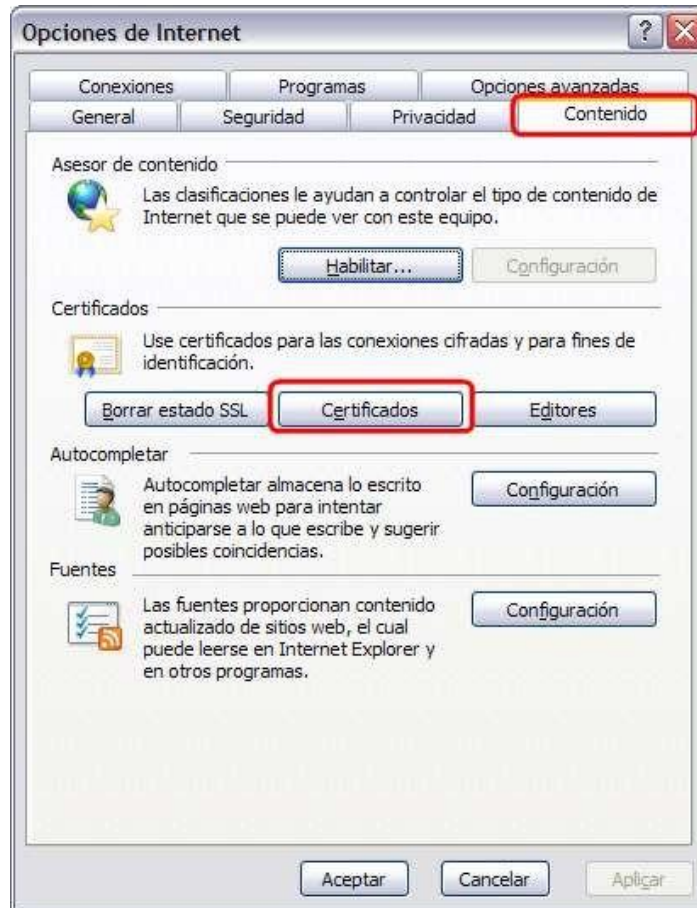 Opciones de Internet
?
X
Conexiones
Programas
Opciones avanzadas
General
Seguridad
Privacidad
Contenido
Asesor de contenido
Las clasificaciones le ayudan a controlar el tipo de contenido de
Internet que se puede ver con este equipo.
Habilitar...
Configuración
Certificados
Use certificados para las conexiones cifradas y para fines de
identificación.
Borrar estado SSL
Certificados
Editores
Autocompletar
Autocompletar almacena lo escrito
en páginas web para intentar
anticiparse a lo que escribe y sugerir
posibles coincidencias.
Configuración
Fuentes
Las fuentes proporcionan contenido
actualizado de sitios web, el cual
puede leerse en Internet Explorer y
en otros programas.
Configuración
Aceptar
Cancelar
Aplicar